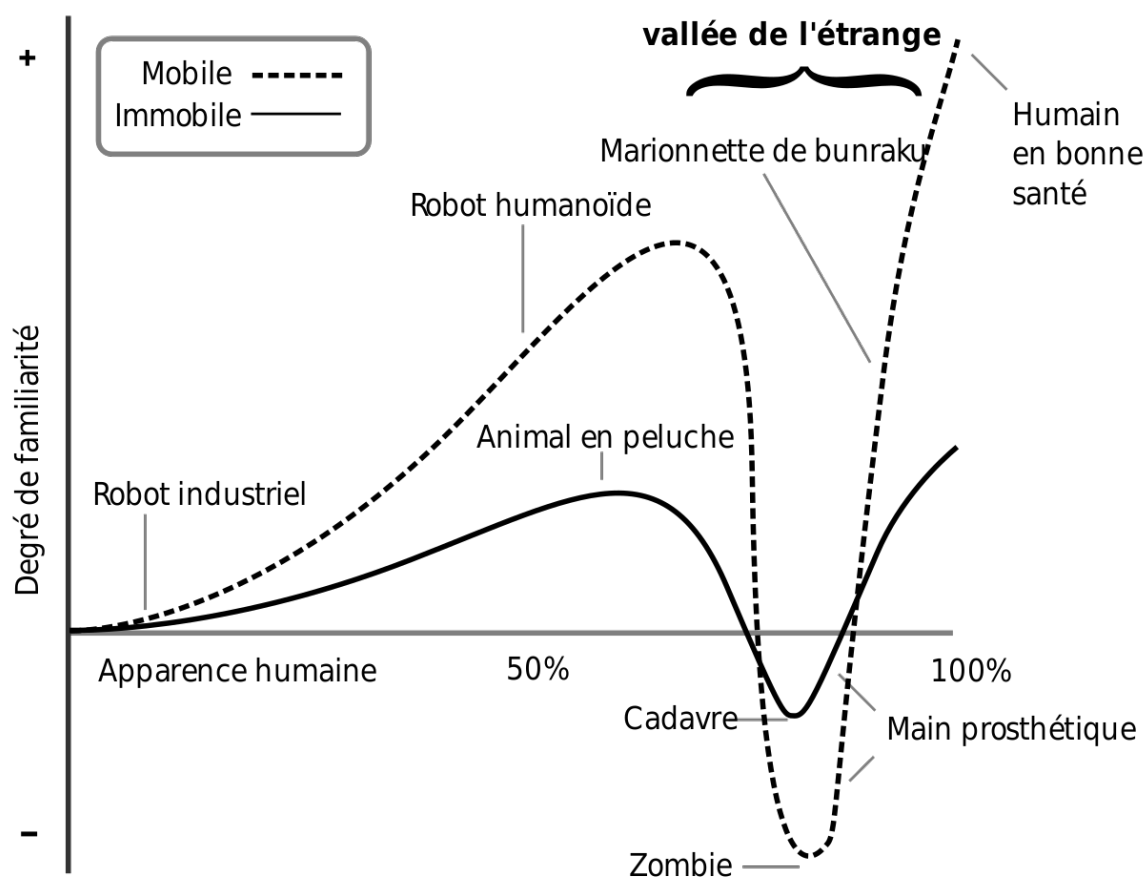 +
vallée de l'étrange
Mobile
Immobile
Humain
en bonne
santé
Marionnette de bunraku
Robot humanoïde
Degré de familiarité
Animal en peluche
Robot industriel
Apparence humaine
50%
100%
Cadavre
Main prosthétique
–
Zombie